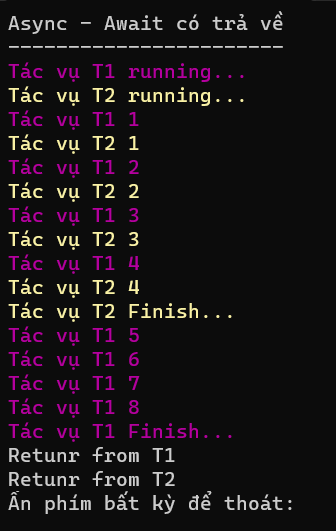 Async - Await có trả về
-----------------------
Tác vụ T1 running...
Tác vụ T2 running...
Tác vụ T1 1
Tác vụ T2 1
Tác vụ T1 2
Tác vụ T2 2
Tác vụ T1 3
Tác vụ T2 3
Tác vụ T1 4
Tác vụ T2 4
Tác vụ T2 Finish...
Tác vụ T1 5
Tác vụ T1 6
Tác vụ T1 7
Tác vụ T1 8
Tác vụ T1 Finish...
Retunr from T1
Retunr from T2
Ấn phím bất kỳ để thoát: